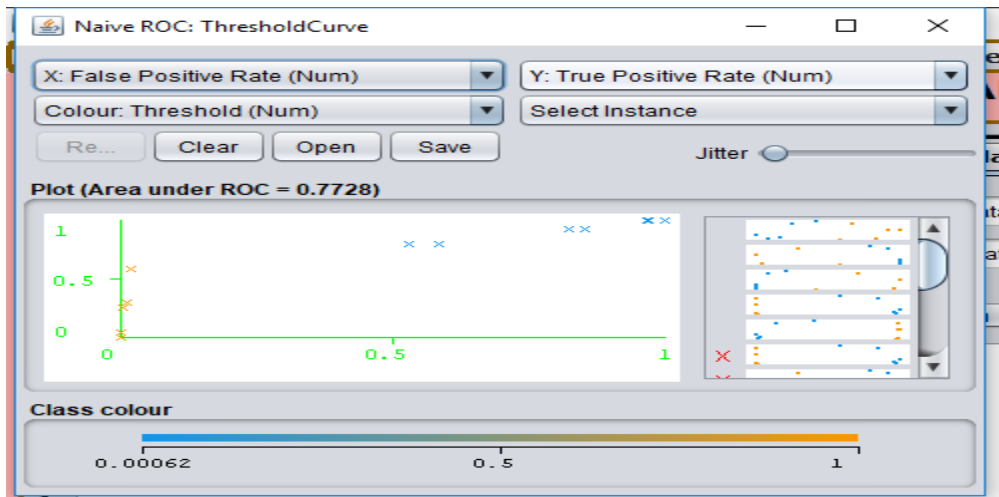 Naive ROC: ThresholdCurve
X: False Positive Rate (Num)
Y: True Positive Rate (Num)
Colour: Threshold (Num)
Select Instance
Re...
Clear
Open
Save
Jitter
Plot (Area under ROC = 0.7728)
1
0.5
0
0
0.5
1
X
Class colour
0.00062
0.5
1